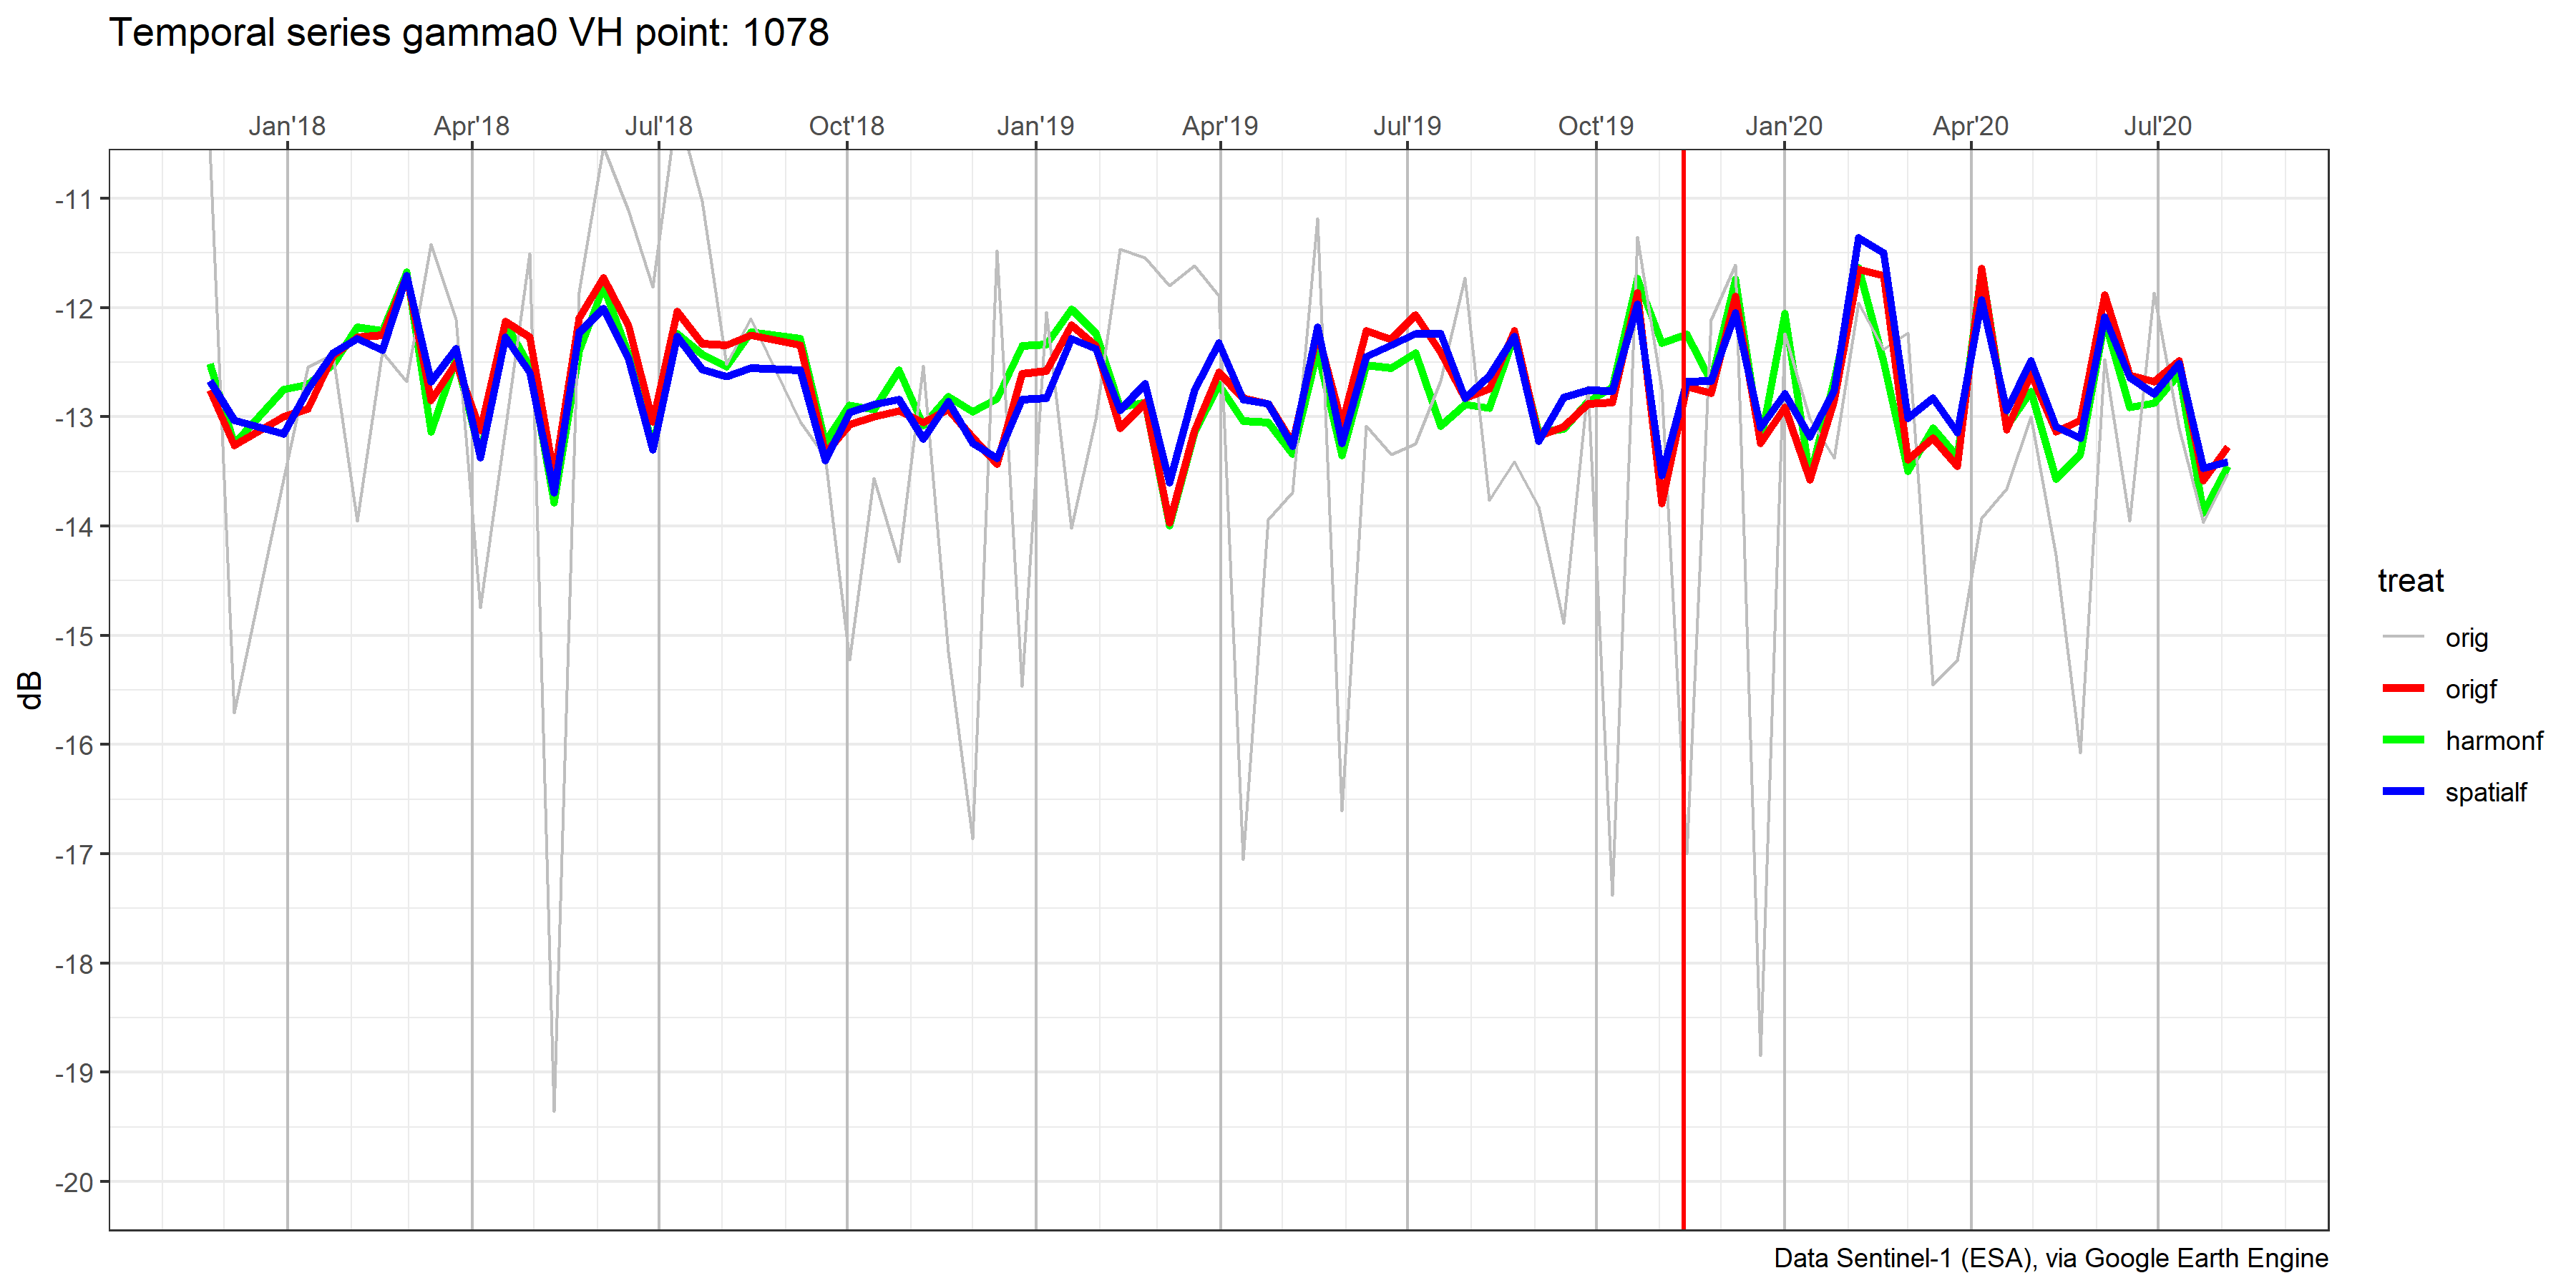 Temporal series gamma0 VH point: 1078
Jan'18 Apr'18 Jul'18 Oct'18 Jan'19 Apr'19 Jul'19 Oct'19 Jan'20 Apr'20 Jul'20
-11
-12
-13
-14
-15
-16
-17
-18
-19
-20
dB
treat
orig
origf
harmonf
spatialf
Data Sentinel-1 (ESA), via Google Earth Engine